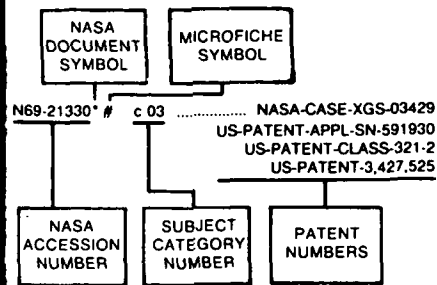 NASA
DOCUMENT
SYMBOL
MICROFICHE
SYMBOL
N69-21330* # c 03 .................. NASA-CASE-XGS-03429
US-PATENT-APPL-SN-591930
US-PATENT-CLASS-321-2
US-PATENT-3,427,525
NASA
ACCESSION
NUMBER
SUBJECT
CATEGORY
NUMBER
PATENT
NUMBERS